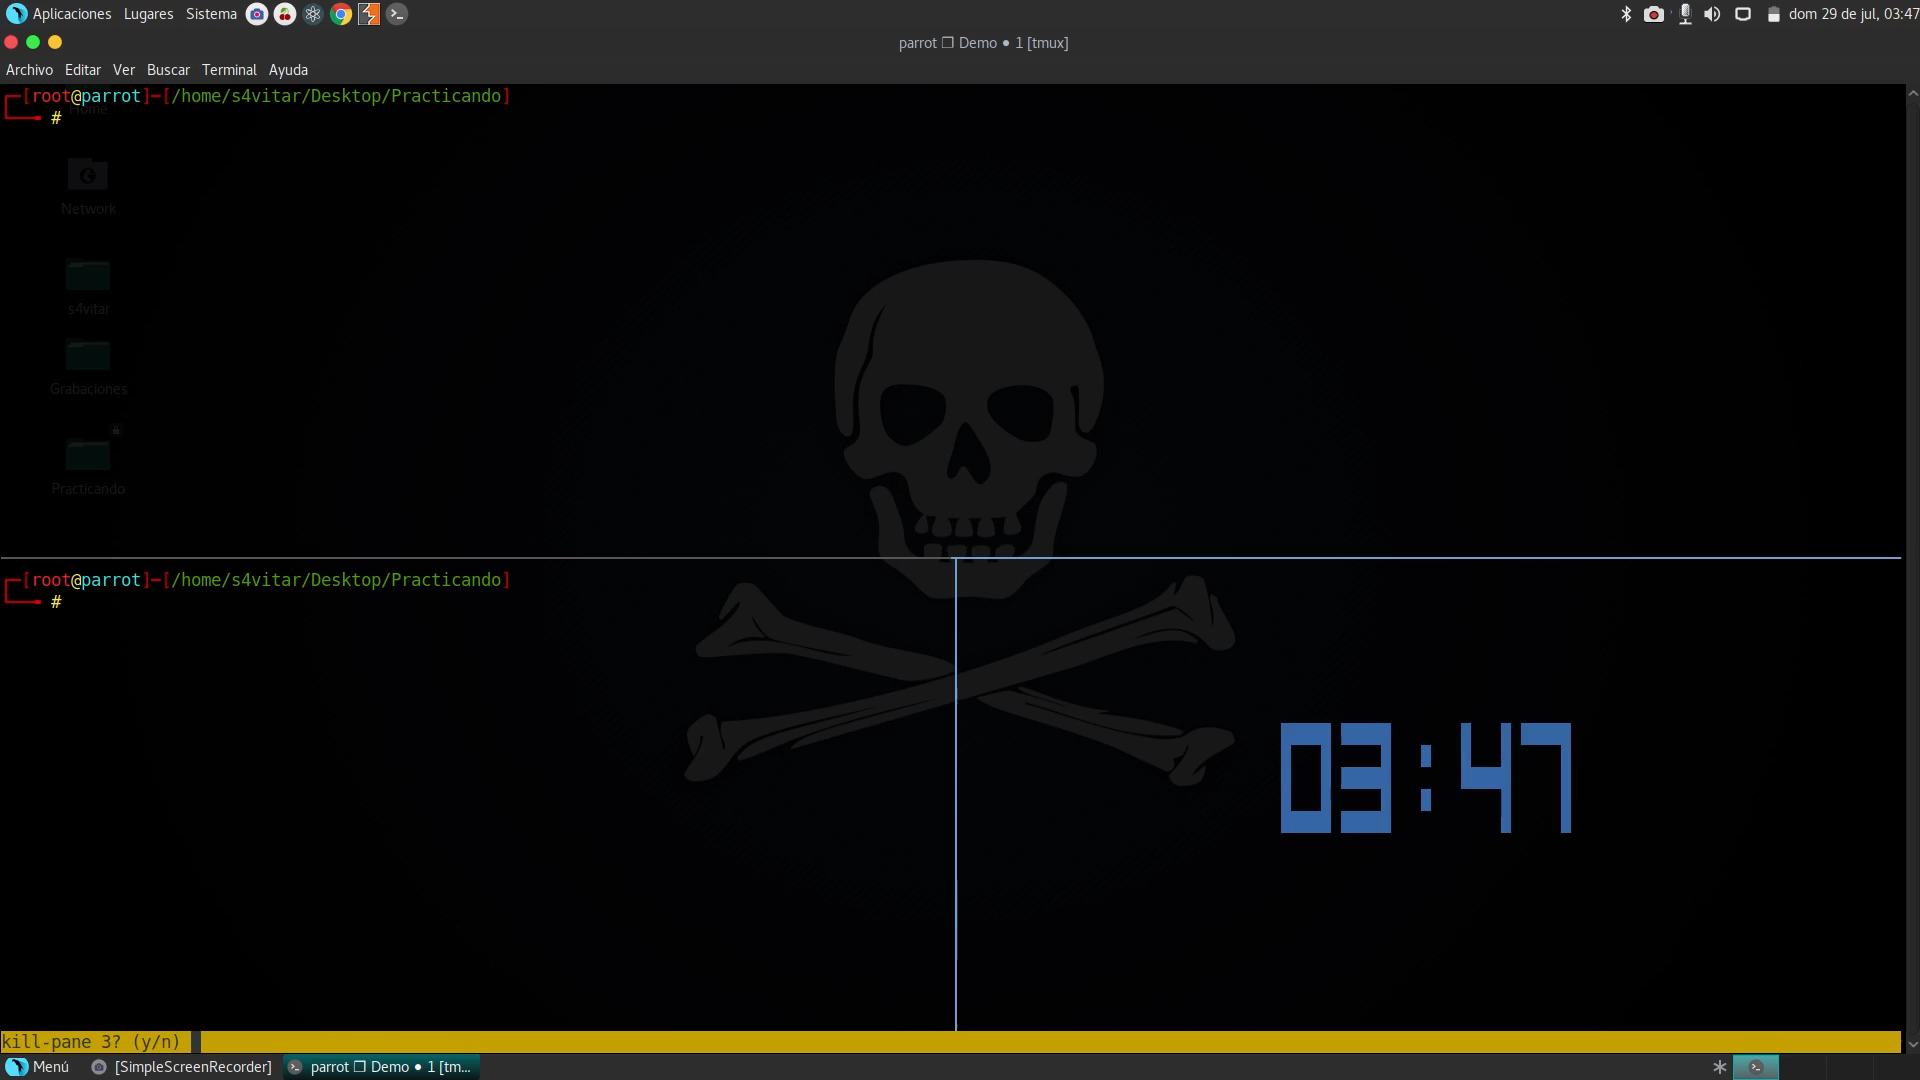 Aplicaciones Lugares Sistema
dom 29 de jul, 03:47
parrot ❐ Demo ● 1 [tmux]
Archivo Editar Ver Buscar Terminal Ayuda
┌─[root@parrot]─[/home/s4vitar/Desktop/Practicando]
└──╼ #
Home
Network
s4vitar
Grabaciones
Practicando
┌─[root@parrot]─[/home/s4vitar/Desktop/Practicando]
└──╼ #
03:47
kill-pane 3? (y/n)
Menú [SimpleScreenRecorder] parrot ❐ Demo ● 1 [tm...